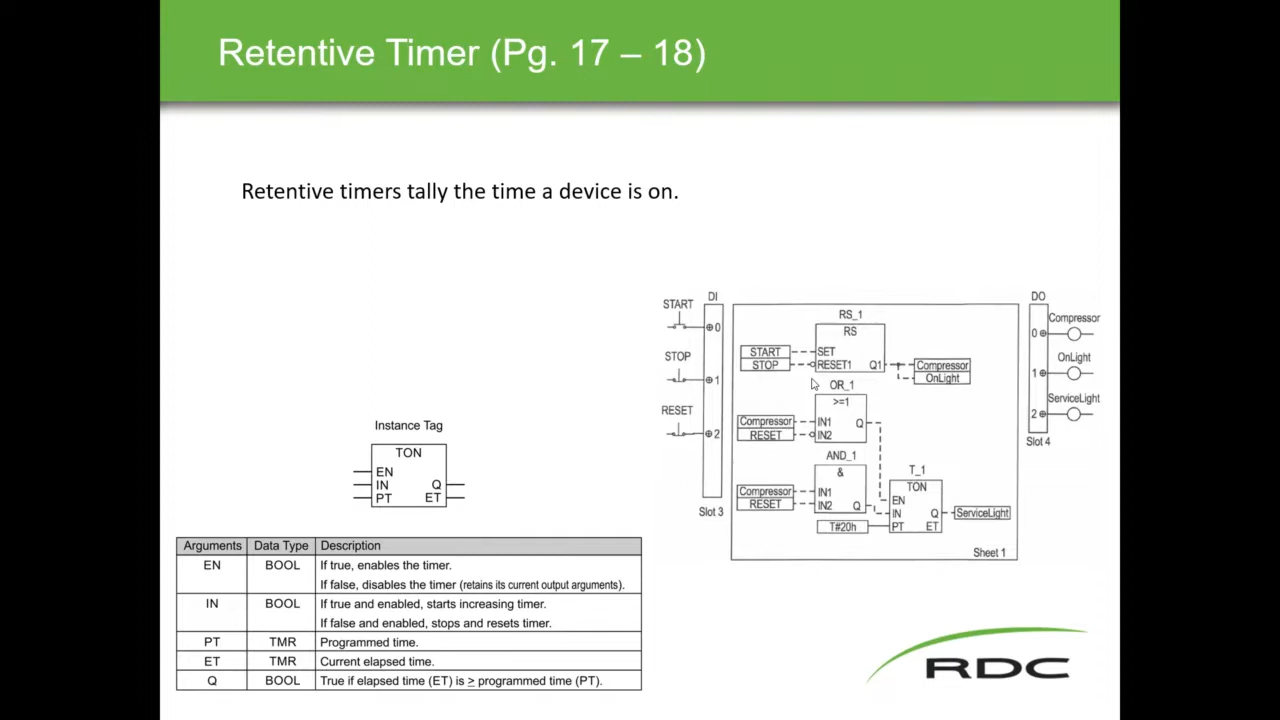 Retentive Timer (Pg. 17 – 18)
Retentive timers tally the time a device is on.
Instance Tag
TON
EN
IN Q
PT ET
Arguments Data Type Description
EN BOOL If true, enables the timer.
If false, disables the timer (retains its current output arguments).
IN BOOL If true and enabled, starts increasing timer.
If false and enabled, stops and resets timer.
PT TMR Programmed time.
ET TMR Current elapsed time.
Q BOOL True if elapsed time (ET) is ≥ programmed time (PT).
DI
START
0
STOP
1
RESET
2
Slot 3
RS_1
RS
START SET
STOP RESET1 Q1 Compressor
OnLight
OR_1
>=1
Compressor IN1 Q
RESET IN2
AND_1
&
Compressor IN1
RESET IN2 Q
T_1
TON
EN
IN Q ServiceLight
T#20h PT ET
Sheet 1
DO
Compressor
0
OnLight
1
ServiceLight
2
Slot 4
RDC